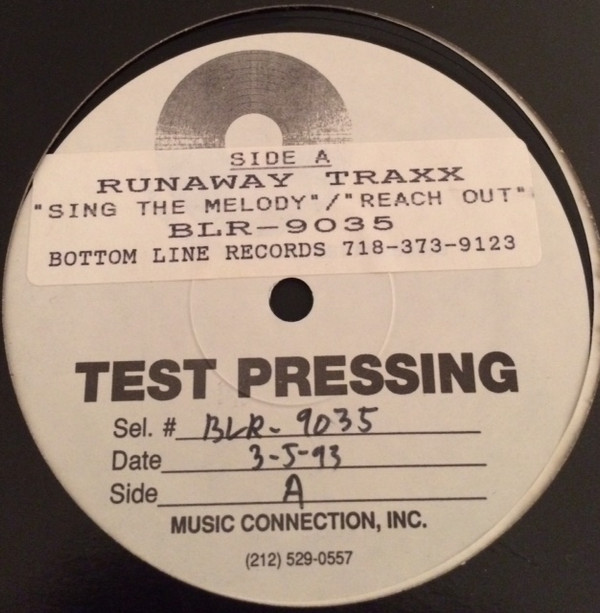 SIDE A
RUNAWAY TRAXX
"SING THE MELODY"/"REACH OUT"
BLR-9035
BOTTOM LINE RECORDS 718-373-9123
TEST PRESSING
Sel. # BLR-9035
Date 3-5-93
Side A
MUSIC CONNECTION, INC.
(212) 529-0557